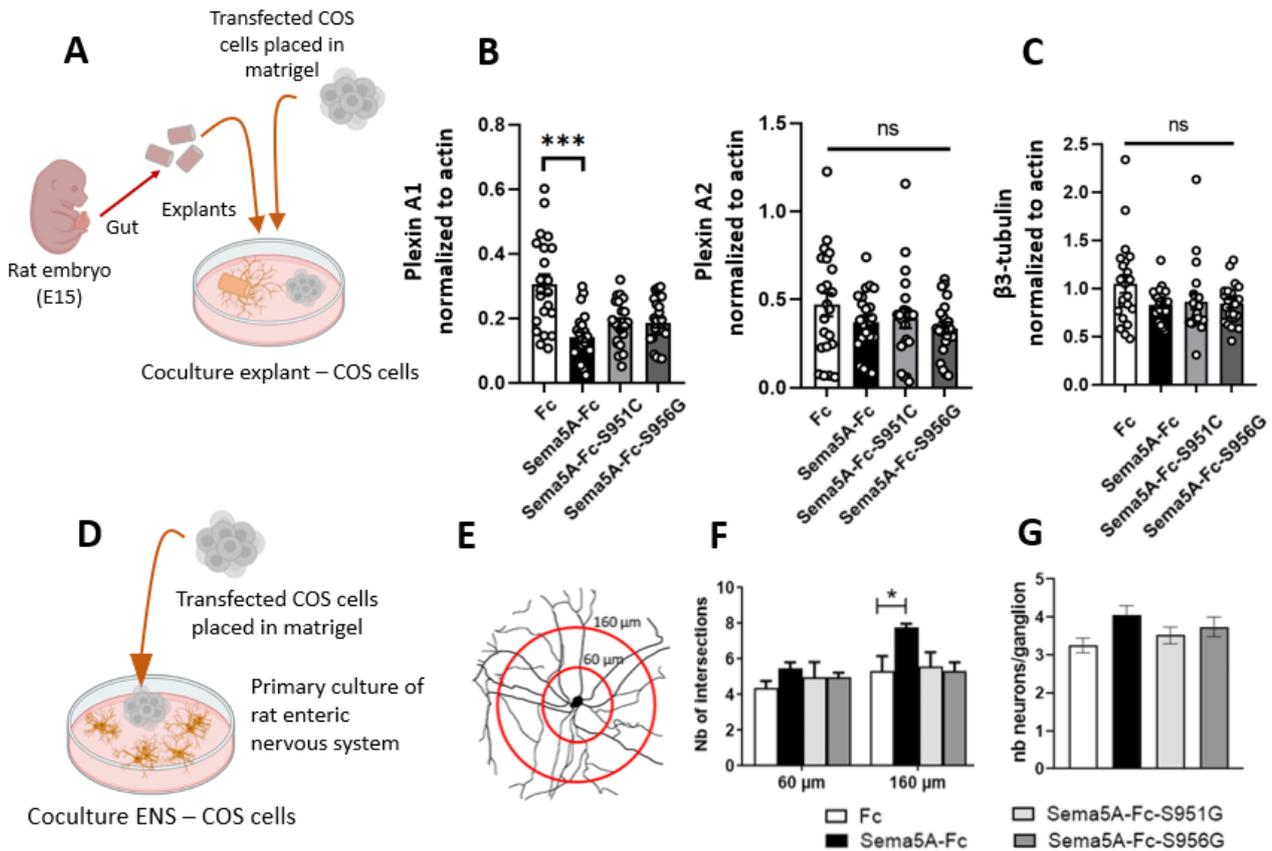 A
Transfected COS
cells placed in
matrigel
Gut
Explants
Rat embryo
(E15)
Coculture explant – COS cells
B
Plexin A1
normalized to actin
0.8
0.6
0.4
0.2
0.0
***
Fc
Sema5A-Fc
Sema5A-Fc-S951C
Sema5A-Fc-S956G
Plexin A2
normalized to actin
1.5
1.0
0.5
0.0
ns
Fc
Sema5A-Fc
Sema5A-Fc-S951C
Sema5A-Fc-S956G
C
β3-tubulin
normalized to actin
2.5
2.0
1.5
1.0
0.5
0.0
ns
Fc
Sema5A-Fc
Sema5A-Fc-S951C
Sema5A-Fc-S956G
D
Transfected COS cells
placed in matrigel
Primary culture of
rat enteric
nervous system
Coculture ENS – COS cells
E
160 µm
60 µm
F
Nb of intersections
10
8
6
4
2
0
*
60 µm
160 µm
G
nb neurons/ganglion
5
4
3
2
1
0
Fc
Sema5A-Fc
Sema5A-Fc-S951G
Sema5A-Fc-S956G